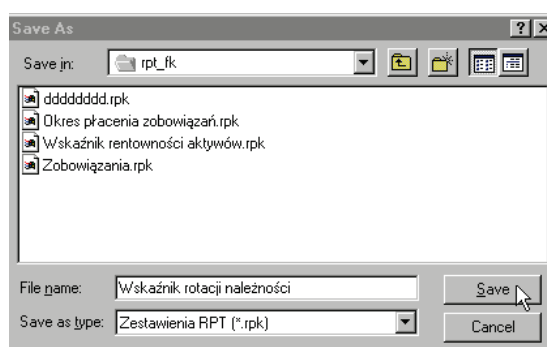 Save As
Save in: rpt_fk
dddddddd.rpk
Okres płacenia zobowiązań.rpk
Wskaźnik rentowności aktywów.rpk
Zobowiązania.rpk
File name: Wskaźnik rotacji należności Save
Save as type: Zestawienia RPT (*.rpk) Cancel